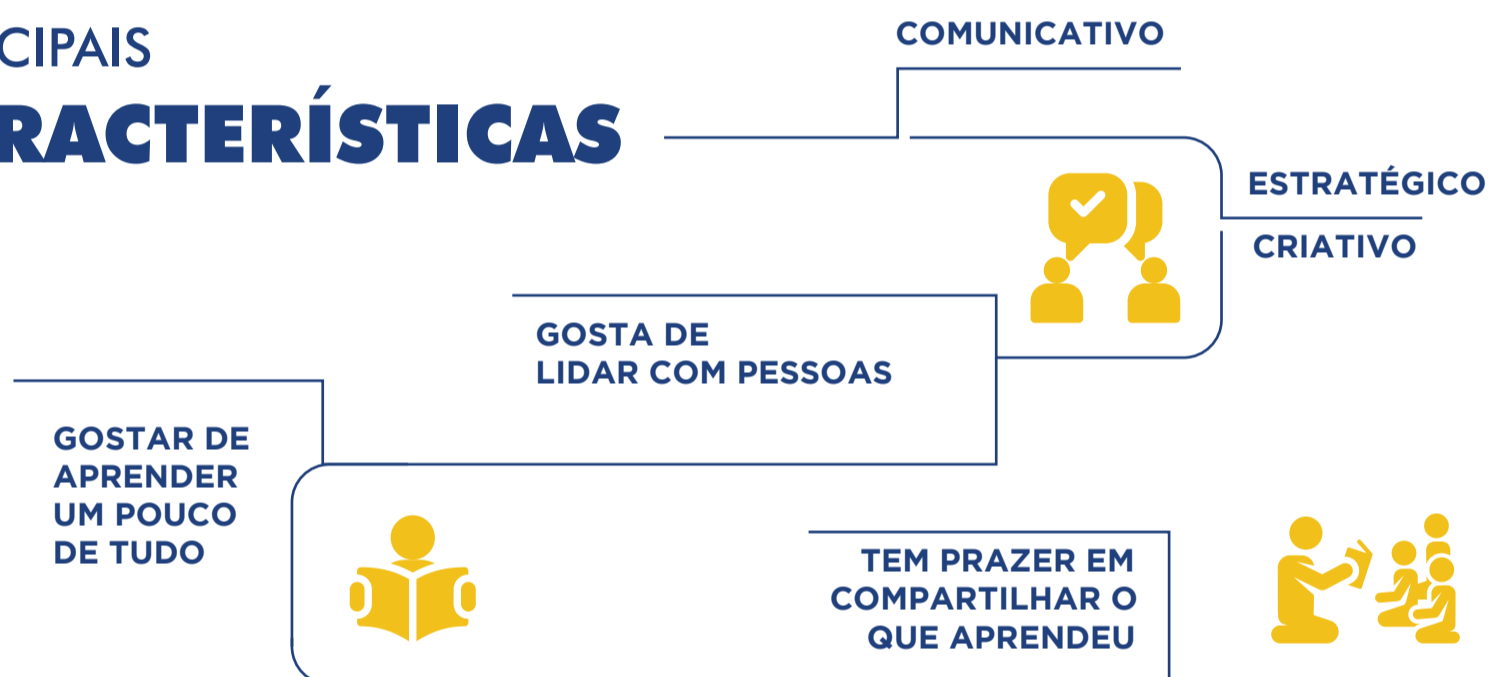 CIPAIS
RACTERÍSTICAS
COMUNICATIVO
ESTRATÉGICO
CRIATIVO
GOSTA DE
LIDAR COM PESSOAS
GOSTAR DE
APRENDER
UM POUCO
DE TUDO
TEM PRAZER EM
COMPARTILHAR O
QUE APRENDEU